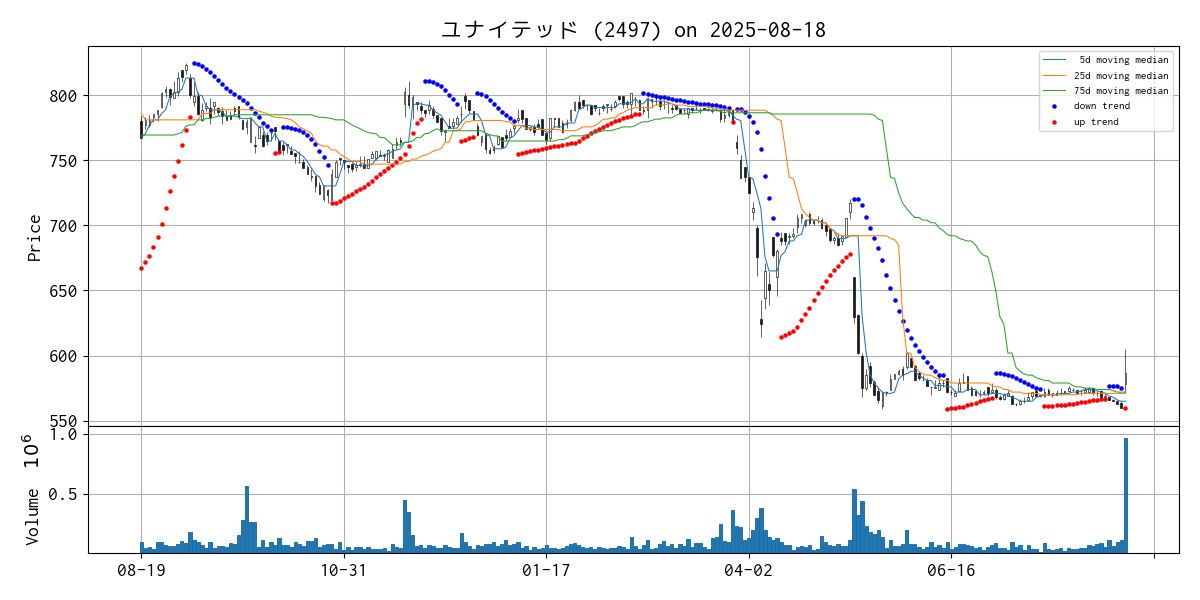 ユナイテッド (2497) on 2025-08-18
5d moving median
25d moving median
75d moving median
down trend
up trend
Price
800
750
700
650
600
550
Volume 10^6
1.0
0.5
08-19 10-31 01-17 04-02 06-16